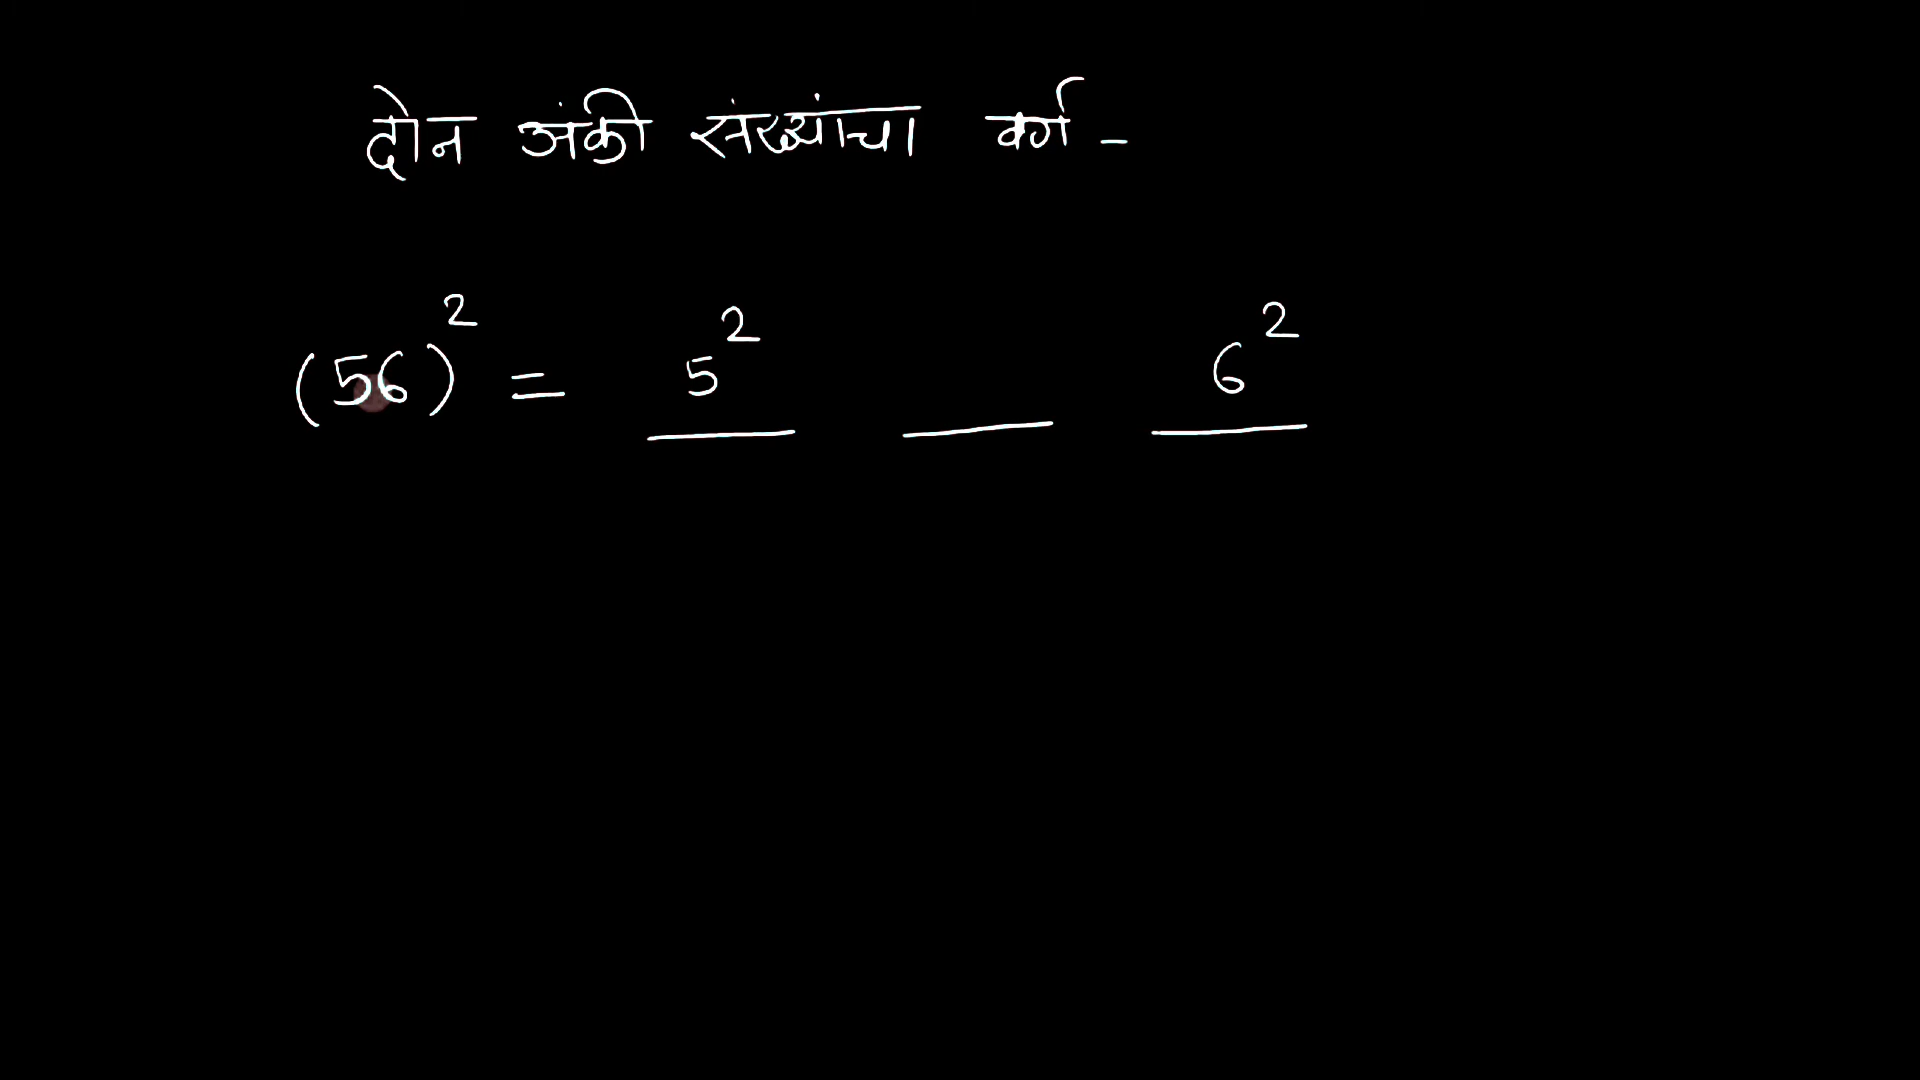 दोन अंकी संख्यांचा वर्ग -
(56)² = 5² ___ 6²